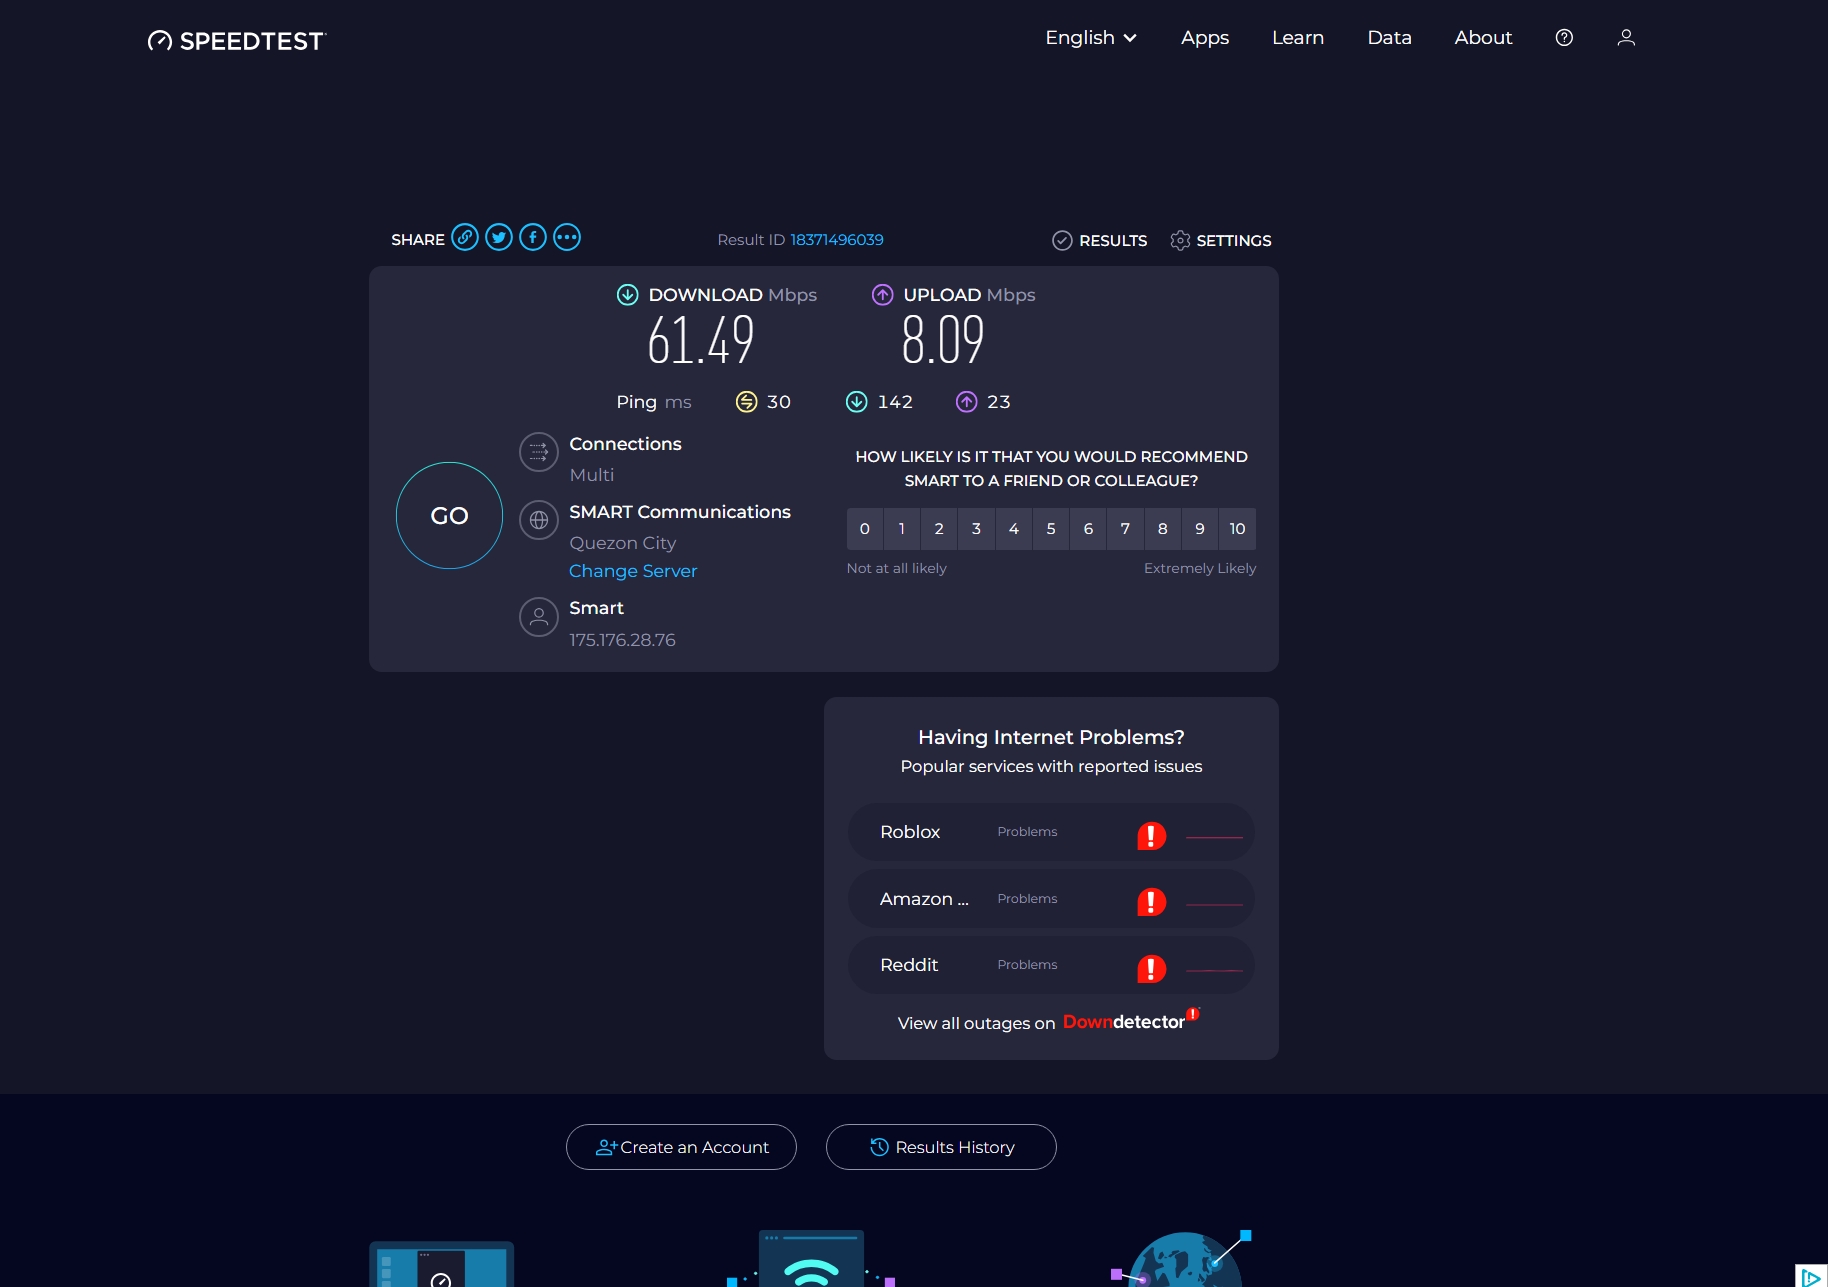 SPEEDTEST
English Apps Learn Data About
SHARE
Result ID 18371496039
RESULTS SETTINGS
DOWNLOAD Mbps
61.49
UPLOAD Mbps
8.09
Ping ms 30 142 23
GO
Connections
Multi
SMART Communications
Quezon City
Change Server
Smart
175.176.28.76
HOW LIKELY IS IT THAT YOU WOULD RECOMMEND
SMART TO A FRIEND OR COLLEAGUE?
0 1 2 3 4 5 6 7 8 9 10
Not at all likely Extremely Likely
Having Internet Problems?
Popular services with reported issues
Roblox Problems
Amazon ... Problems
Reddit Problems
View all outages on Downdetector
Create an Account Results History